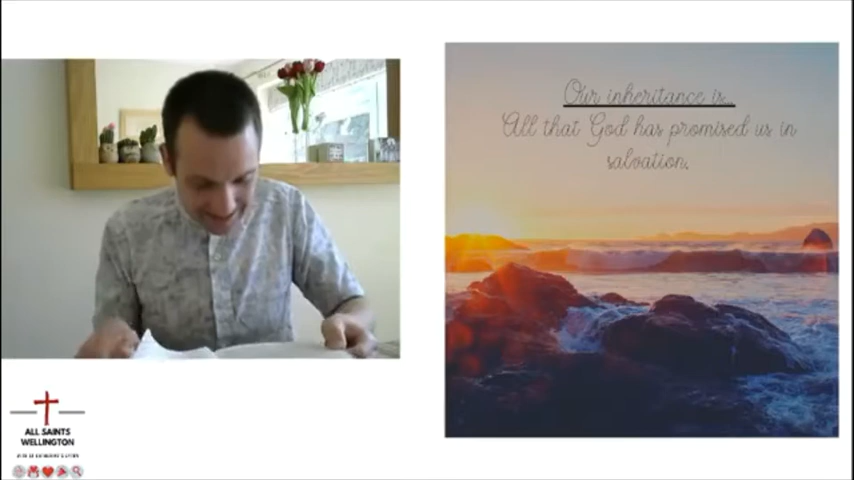 Our inheritance is...
All that God has promised us in
salvation.
ALL SAINTS
WELLINGTON